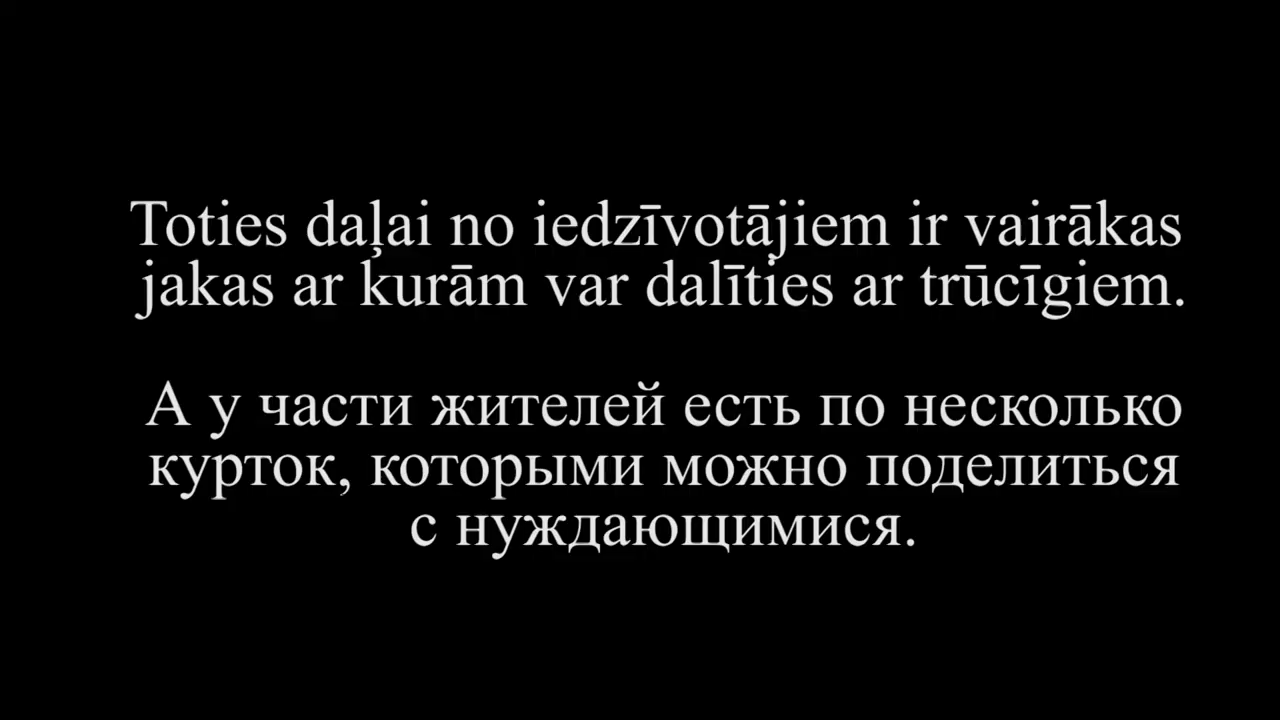 Toties daļai no iedzīvotājiem ir vairākas
jakas ar kurām var dalīties ar trūcīgiem.
А у части жителей есть по несколько
курток, которыми можно поделиться
с нуждающимися.